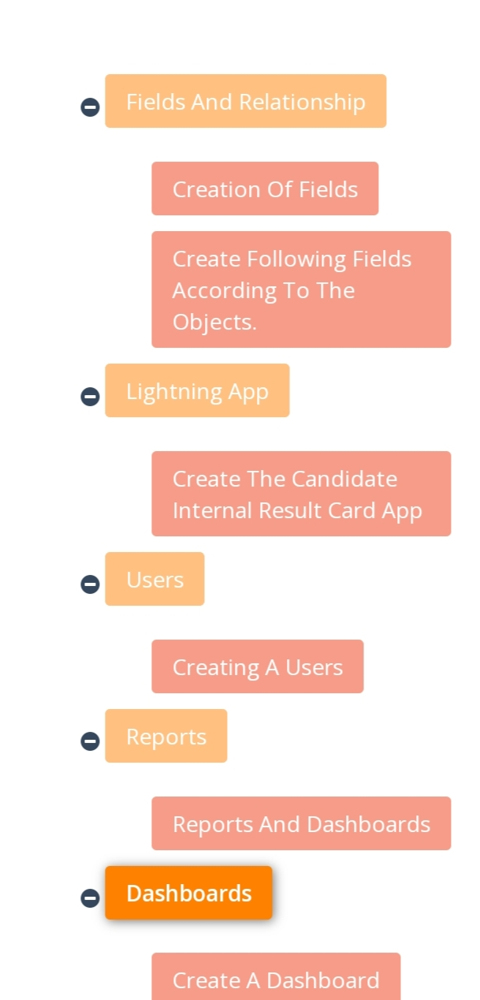 Fields And Relationship
Creation Of Fields
Create Following Fields
According To The
Objects.
Lightning App
Create The Candidate
Internal Result Card App
Users
Creating A Users
Reports
Reports And Dashboards
Dashboards
Create A Dashboard